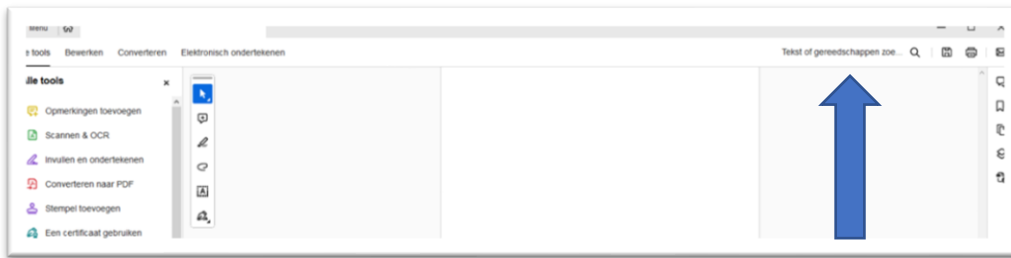 Menu
e tools Bewerken Converteren Elektronisch ondertekenen Tekst of gereedschappen zoe...
lle tools ×
Opmerkingen toevoegen
Scannen & OCR
Invullen en ondertekenen
Converteren naar PDF
Stempel toevoegen
Een certificaat gebruiken